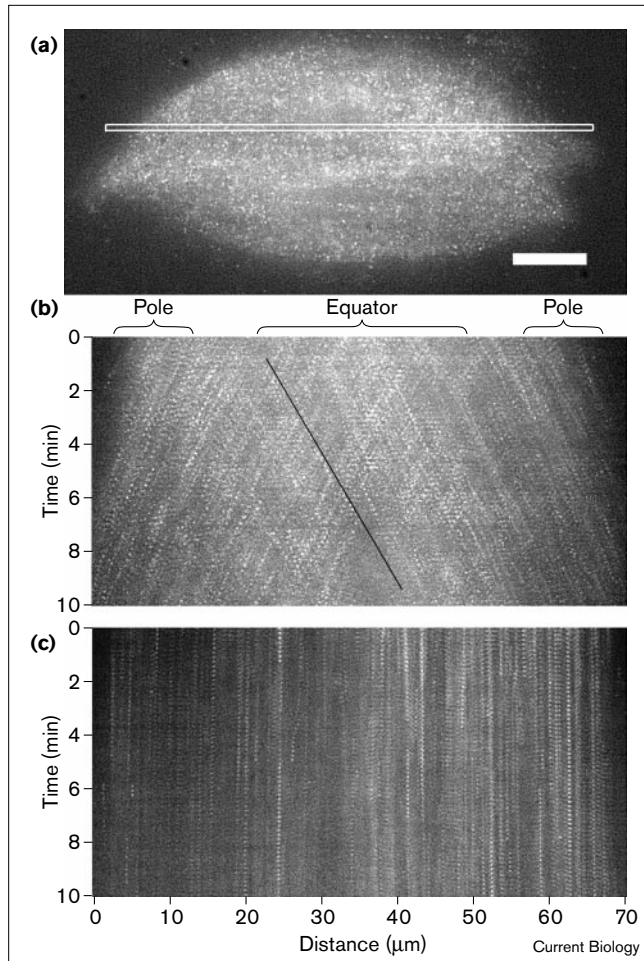 (a)
(b) Pole Equator Pole
0
2
4
6
8
10
Time (min)
(c)
0
2
4
6
8
10
Time (min)
0 10 20 30 40 50 60 70
Distance (μm)
Current Biology